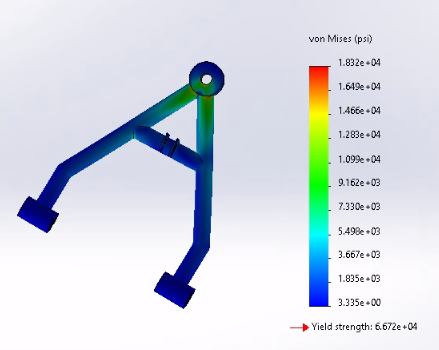 von Mises (psi)
1.832e+04
1.649e+04
1.466e+04
1.283e+04
1.099e+04
9.162e+03
7.330e+03
5.498e+03
3.667e+03
1.835e+03
3.335e+00
Yield strength: 6.672e+04